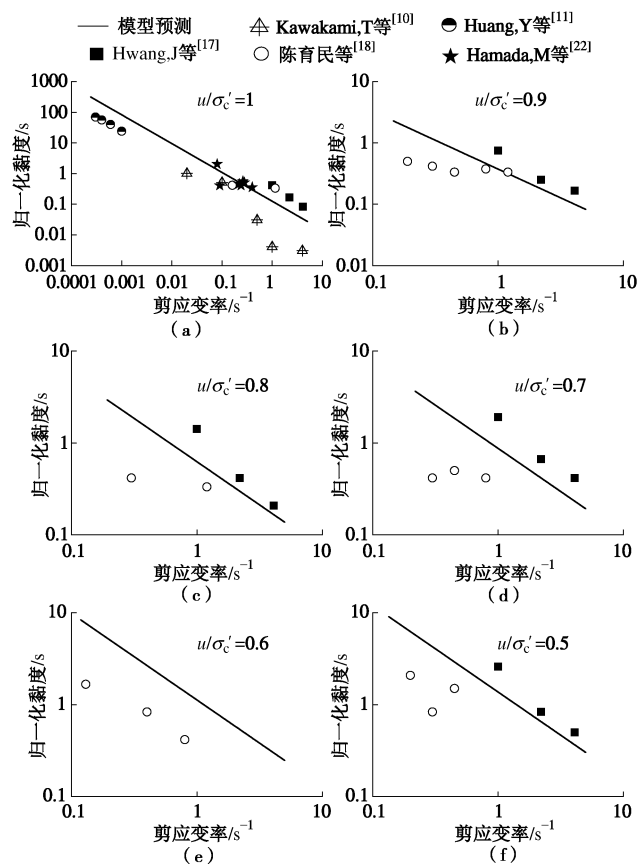 模型预测 Kawakami,T等[10] Huang,Y等[11]
Hwang,J等[17] 陈育民等[18] Hamada,M等[22]
u/σc′=1
归一化黏度/s
1000
100
10
1
0.1
0.01
0.001
0.0001 0.001 0.01 0.1 1 10
剪应变率/s-1
(a)
u/σc′=0.9
归一化黏度/s
10
1
0.1
0.01
0.1 1 10
剪应变率/s-1
(b)
u/σc′=0.8
归一化黏度/s
10
1
0.1
0.1 1 10
剪应变率/s-1
(c)
u/σc′=0.7
归一化黏度/s
10
1
0.1
0.1 1 10
剪应变率/s-1
(d)
u/σc′=0.6
归一化黏度/s
10
1
0.1
0.1 1 10
剪应变率/s-1
(e)
u/σc′=0.5
归一化黏度/s
10
1
0.1
0.1 1 10
剪应变率/s-1
(f)